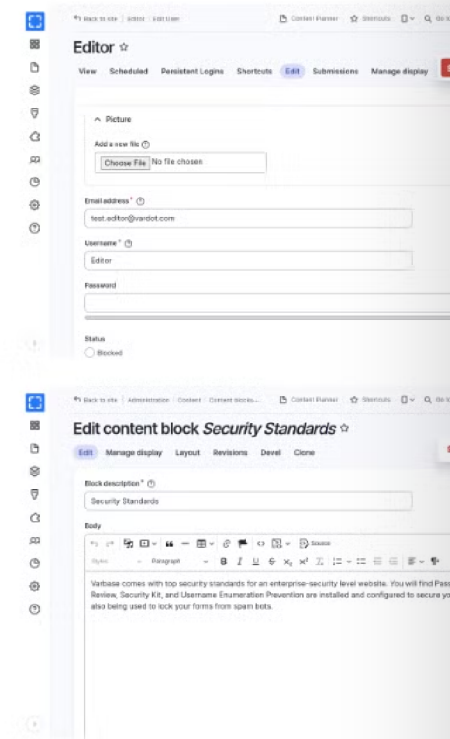 Back to site Editor Edit User
Content Planner Shortcuts
Editor
View Scheduled Persistent Logins Shortcuts Edit Submissions Manage display
Picture
Add a new file
Choose File No file chosen
Email address *
test.editor@vardot.com
Username *
Editor
Password
Status
Blocked
Back to site Administration Content Content blocks...
Content Planner Shortcuts
Edit content block Security Standards
Edit Manage display Layout Revisions Devel Clone
Block description *
Security Standards
Body
Source
Styles Paragraph B I U S X₂ X²
Varbase comes with top security standards for an enterprise-security level website. You will find Pass
Review, Security Kit, and Username Enumeration Prevention are installed and configured to secure yo
also being used to lock your forms from spam bots.